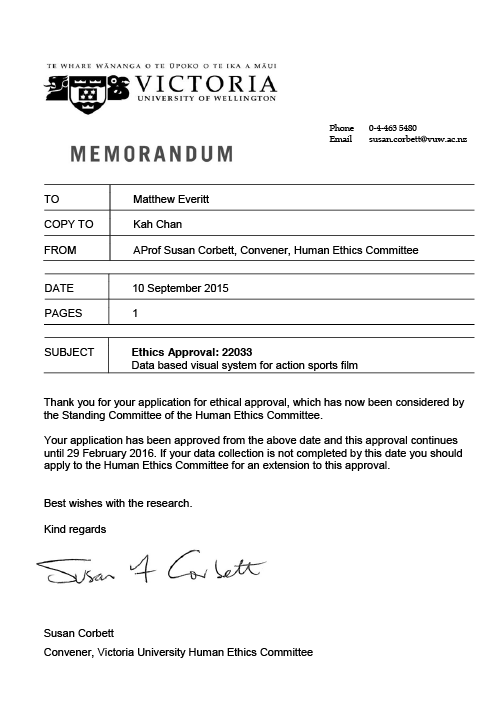 TE WHARE WĀNANGA O TE ŪPOKO O TE IKA A MĀUI
VICTORIA
UNIVERSITY OF WELLINGTON
Phone 0-4-463 5480
Email susan.corbett@vuw.ac.nz
MEMORANDUM
TO Matthew Everitt
COPY TO Kah Chan
FROM AProf Susan Corbett, Convener, Human Ethics Committee
DATE 10 September 2015
PAGES 1
SUBJECT Ethics Approval: 22033
Data based visual system for action sports film
Thank you for your application for ethical approval, which has now been considered by
the Standing Committee of the Human Ethics Committee.
Your application has been approved from the above date and this approval continues
until 29 February 2016. If your data collection is not completed by this date you should
apply to the Human Ethics Committee for an extension to this approval.
Best wishes with the research.
Kind regards
Susan F Corbett
Susan Corbett
Convener, Victoria University Human Ethics Committee